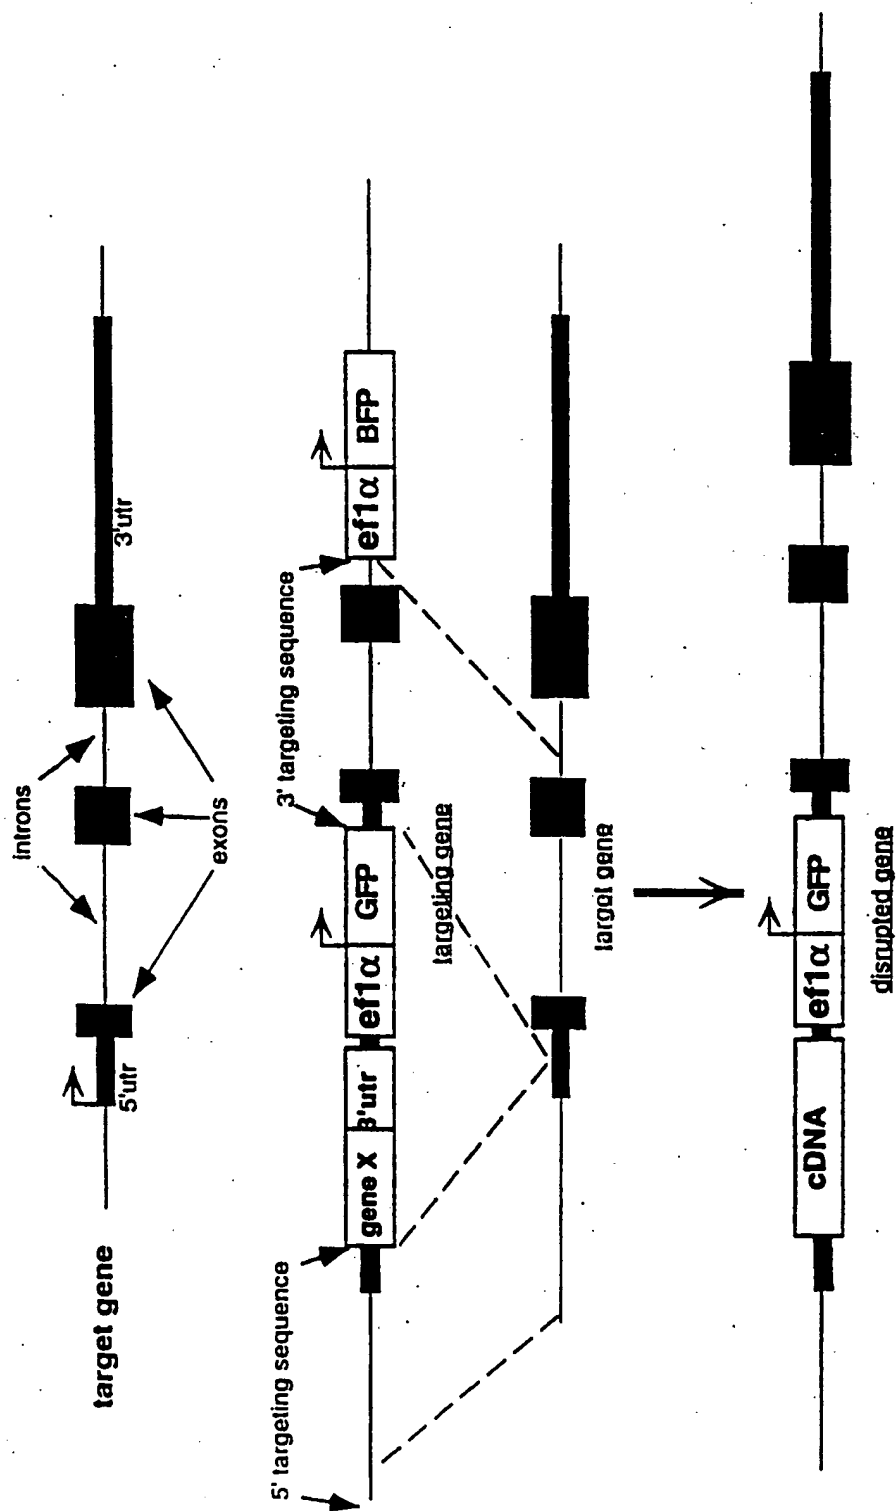 target gene
5'utr
introns
exons
3'utr
5' targeting sequence
3' targeting sequence
gene X
3'utr
ef1α
GFP
ef1α
BFP
targeting gene
target gene
cDNA
ef1α
GFP
disrupted gene